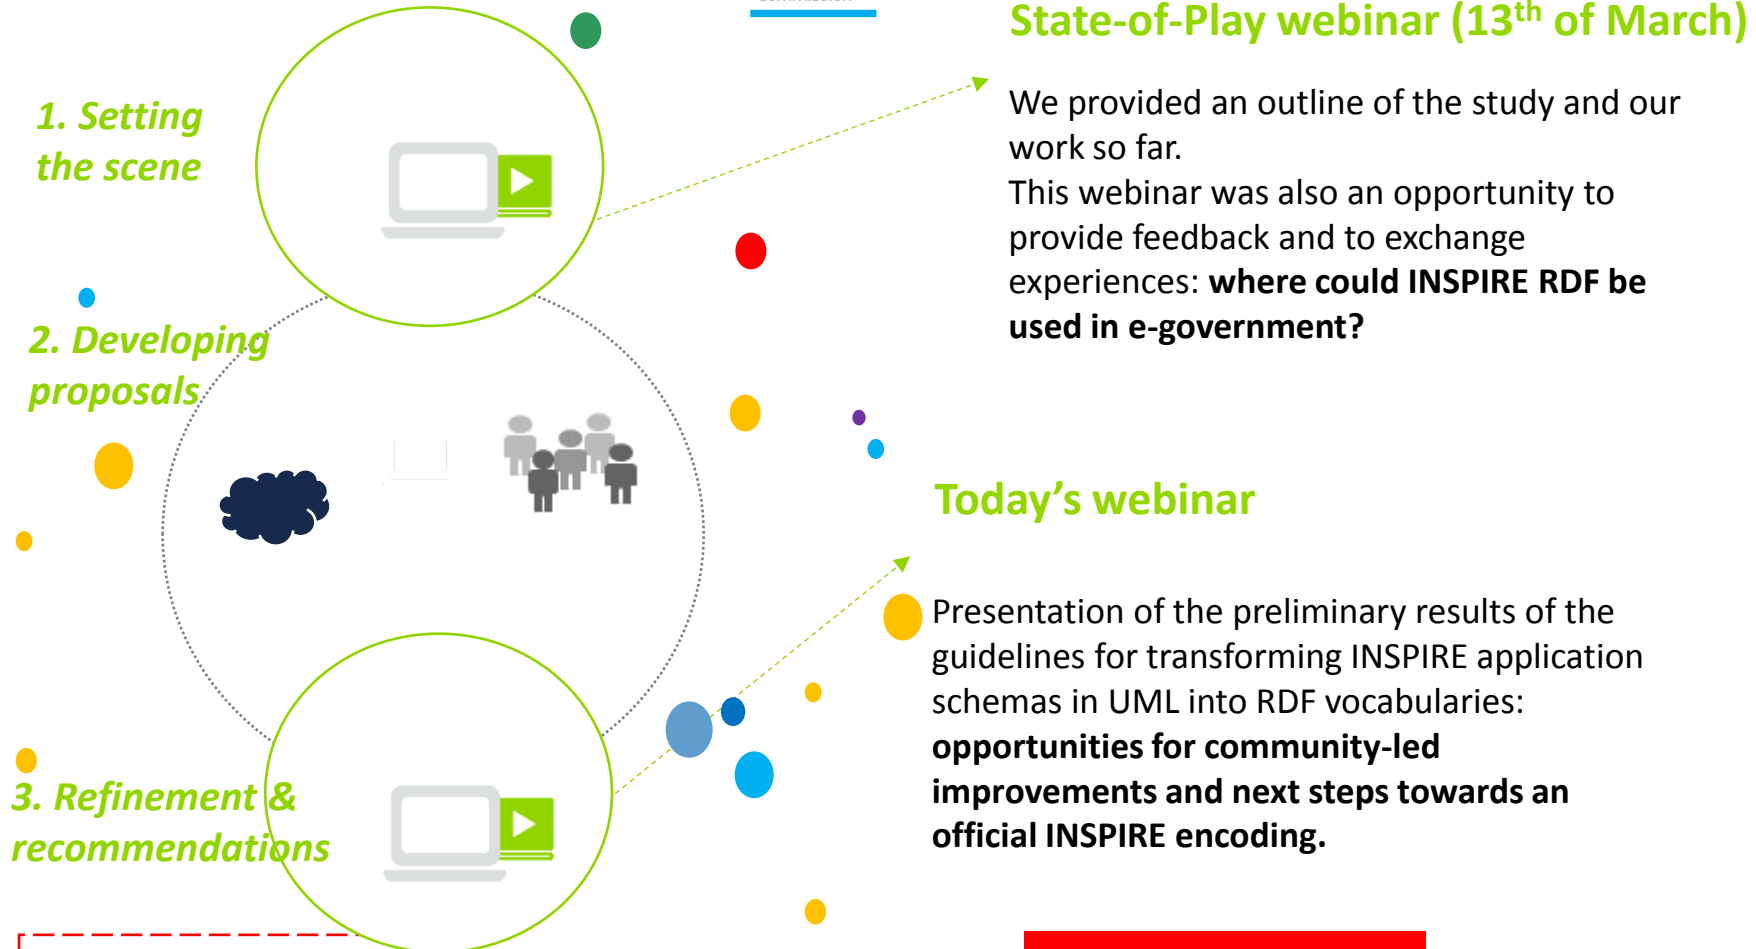 State-of-Play webinar (13th of March)
1. Setting
the scene
We provided an outline of the study and our
work so far.
This webinar was also an opportunity to
provide feedback and to exchange
experiences: where could INSPIRE RDF be
used in e-government?
2. Developing
proposals
Today’s webinar
Presentation of the preliminary results of the
guidelines for transforming INSPIRE application
schemas in UML into RDF vocabularies:
opportunities for community-led
improvements and next steps towards an
official INSPIRE encoding.
3. Refinement &
recommendations